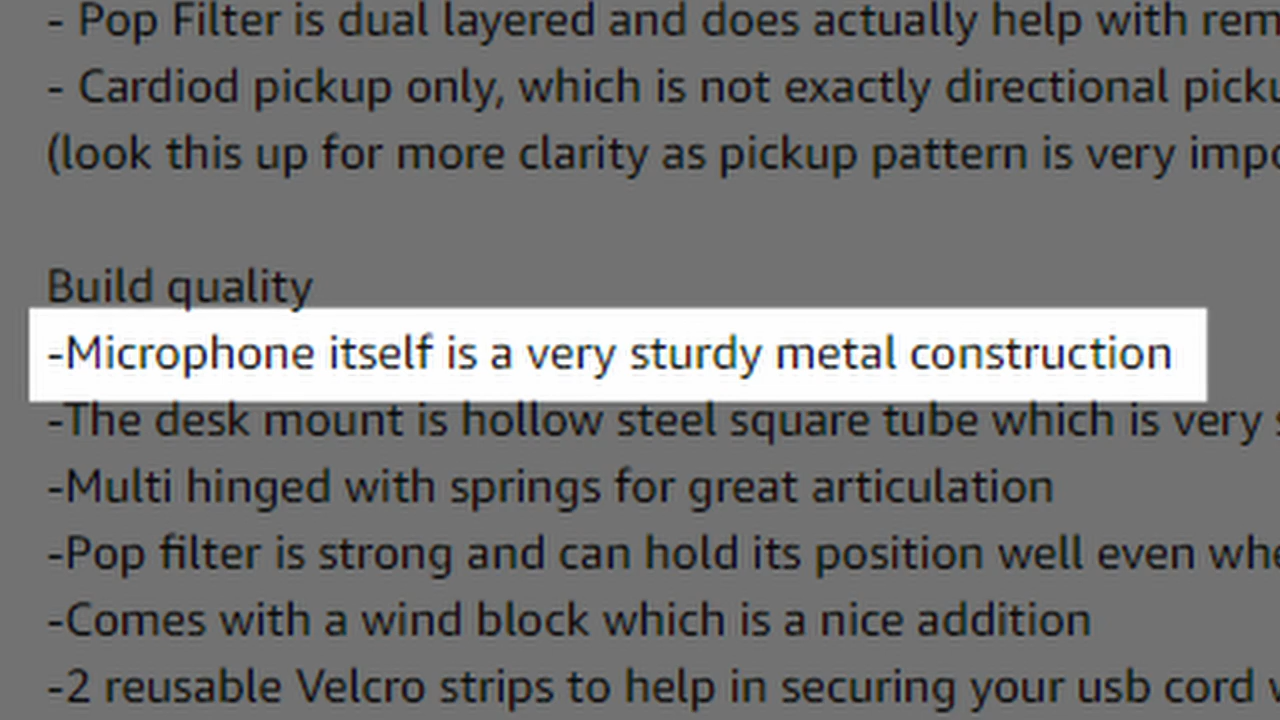 - Pop Filter is dual layered and does actually help with
- Cardiod pickup only, which is not exactly directional
(look this up for more clarity as pickup pattern is very
Build quality
-Microphone itself is a very sturdy metal construction
-The desk mount is hollow steel square tube which is very
-Multi hinged with springs for great articulation
-Pop filter is strong and can hold its position well even
-Comes with a wind block which is a nice addition
-2 reusable Velcro strips to help in securing your usb cord